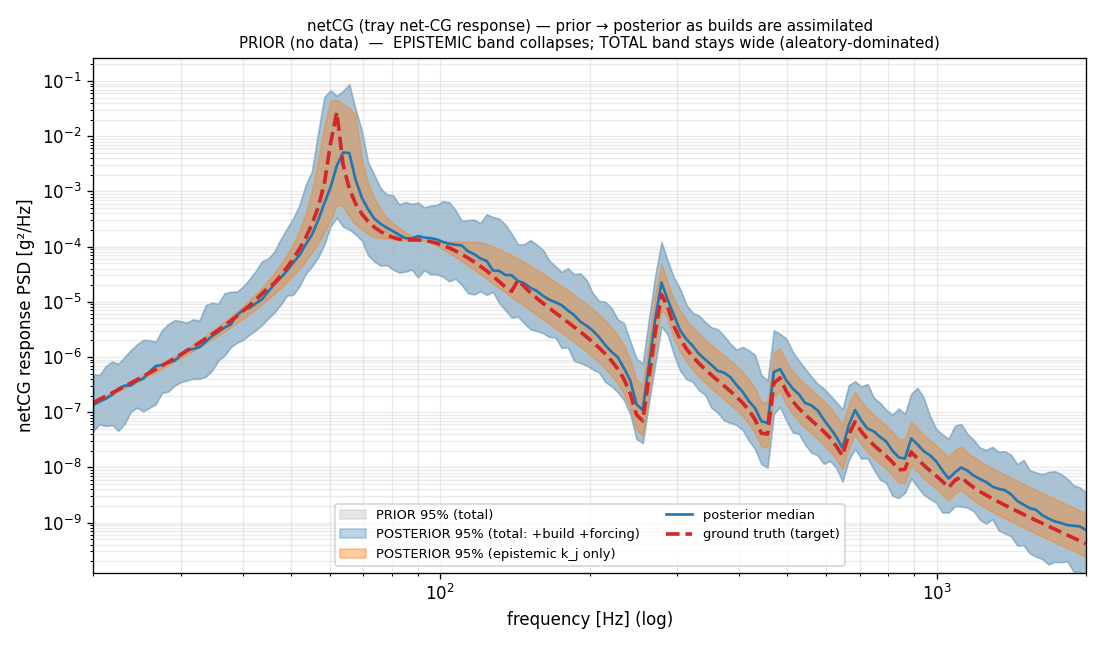 netCG (tray net-CG response) — prior → posterior as builds are assimilated
PRIOR (no data)  —  EPISTEMIC band collapses; TOTAL band stays wide (aleatory-dominated)
netCG response PSD [g²/Hz]
10⁻¹
10⁻²
10⁻³
10⁻⁴
10⁻⁵
10⁻⁶
10⁻⁷
10⁻⁸
10⁻⁹
PRIOR 95% (total)
POSTERIOR 95% (total: +build +forcing)
POSTERIOR 95% (epistemic k_j only)
posterior median
ground truth (target)
10²
10³
frequency [Hz] (log)